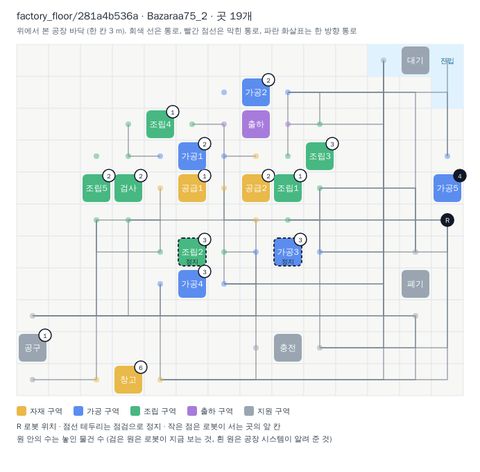 factory_floor/281a4b536a · Bazaraa75_2 · 곳 19개
위에서 본 공장 바닥 (한 칸 3 m). 회색 선은 통로, 빨간 점선은 막힌 통로, 파란 화살표는 한 방향 통로
대기
진입
가공2 2
조립4 1
출하
가공1 2
조립3 3
조립5 2
검사 2
공급1 1
공급2 2
조립1 1
가공5 4
R
조립2 3
정지
가공3 3
정지
가공4 3
폐기
공구 1
충전
창고 6
자재 구역
가공 구역
조립 구역
출하 구역
지원 구역
R 로봇 위치 · 점선 테두리는 점검으로 정지 · 작은 점은 로봇이 서는 곳의 앞 칸
원 안의 수는 놓인 물건 수 (검은 원은 로봇이 지금 보는 것, 흰 원은 공장 시스템이 알려 준 것)